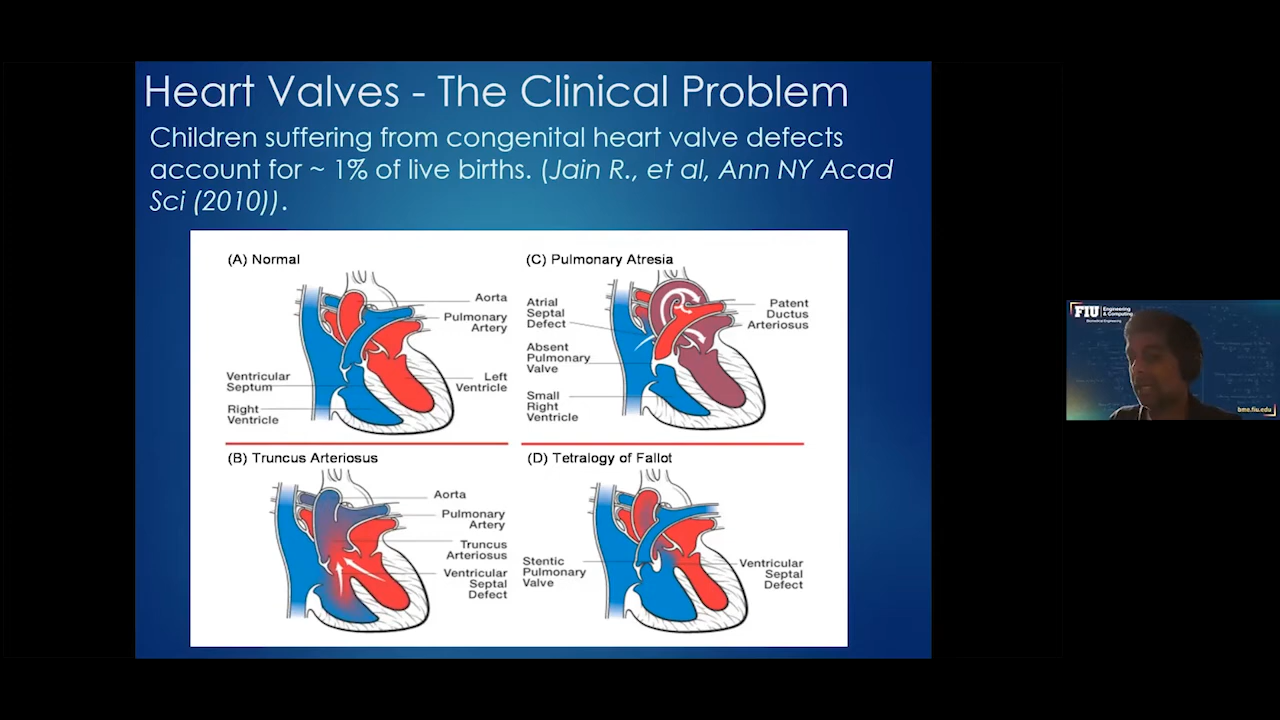 Heart Valves - The Clinical Problem
Children suffering from congenital heart valve defects
account for ~ 1% of live births. (Jain R., et al, Ann NY Acad
Sci (2010)).
(A) Normal
Aorta
Pulmonary
Artery
Ventricular
Septum
Left
Ventricle
Right
Ventricle
(C) Pulmonary Atresia
Atrial
Septal
Defect
Patent
Ductus
Arteriosus
Absent
Pulmonary
Valve
Small
Right
Ventricle
(B) Truncus Arteriosus
Aorta
Pulmonary
Artery
Truncus
Arteriosus
Ventricular
Septal
Defect
(D) Tetralogy of Fallot
Stentic
Pulmonary
Valve
Ventricular
Septal
Defect
FIU Engineering
& Computing
Biomedical Engineering
bme.fiu.edu